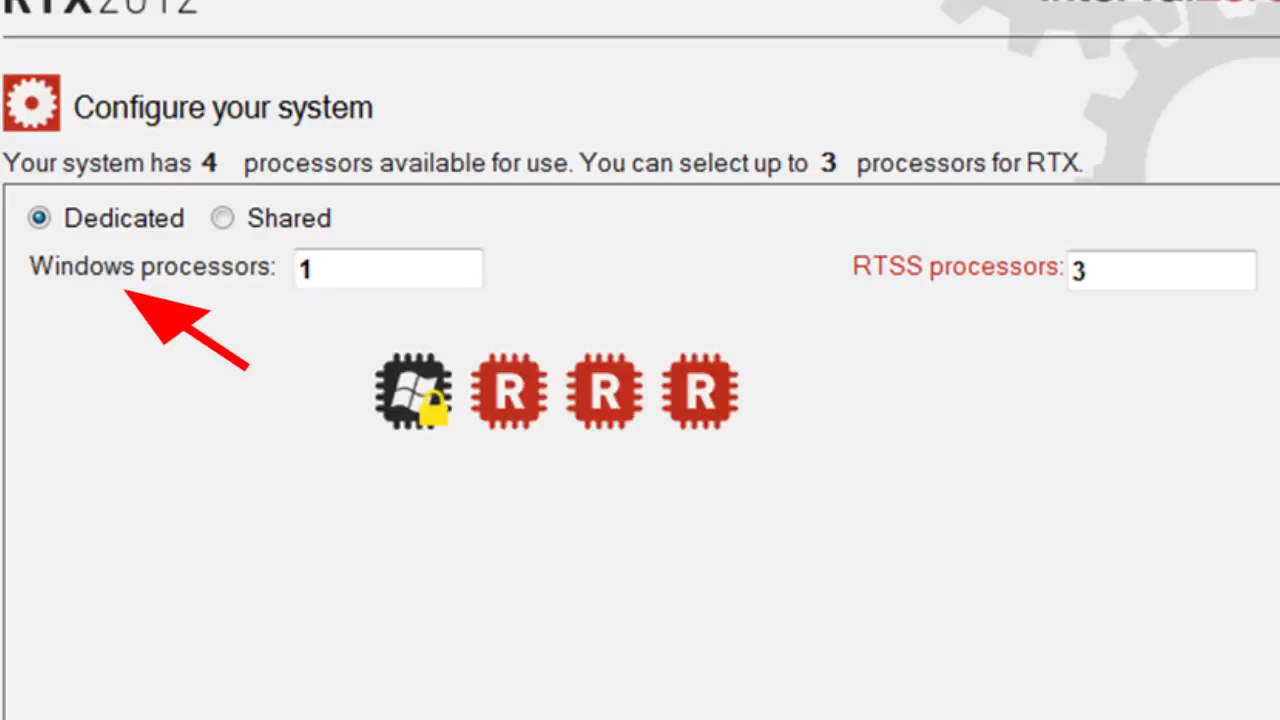 RTX2012
Configure your system
Your system has 4 processors available for use. You can select up to 3 processors for RTX.
Dedicated Shared
Windows processors: 1 RTSS processors: 3
R R R